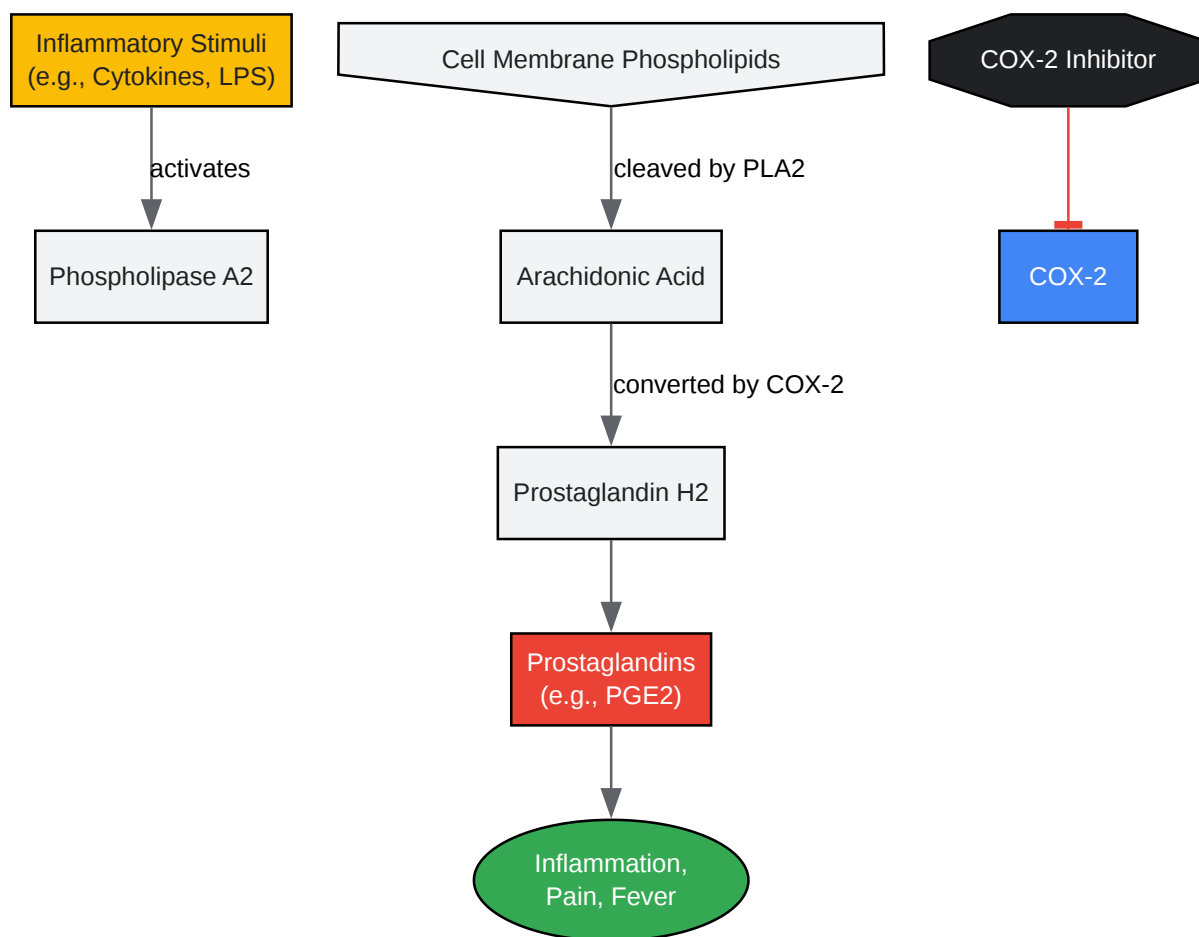 Inflammatory Stimuli
(e.g., Cytokines, LPS)
Cell Membrane Phospholipids
COX-2 Inhibitor
activates
cleaved by PLA2
Phospholipase A2
Arachidonic Acid
COX-2
converted by COX-2
Prostaglandin H2
Prostaglandins
(e.g., PGE2)
Inflammation,
Pain, Fever